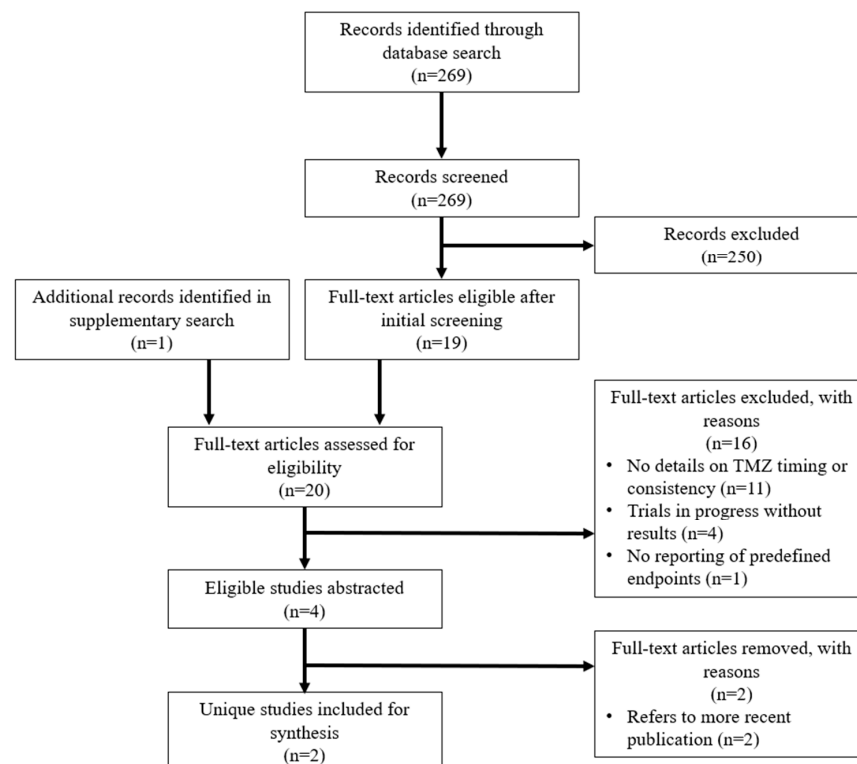 Records identified through
database search
(n=269)
Records screened
(n=269)
Records excluded
(n=250)
Additional records identified in
supplementary search
(n=1)
Full-text articles eligible after
initial screening
(n=19)
Full-text articles assessed for
eligibility
(n=20)
Full-text articles excluded, with
reasons
(n=16)
• No details on TMZ timing or
consistency (n=11)
• Trials in progress without
results (n=4)
• No reporting of predefined
endpoints (n=1)
Eligible studies abstracted
(n=4)
Full-text articles removed, with
reasons
(n=2)
• Refers to more recent
publication (n=2)
Unique studies included for
synthesis
(n=2)